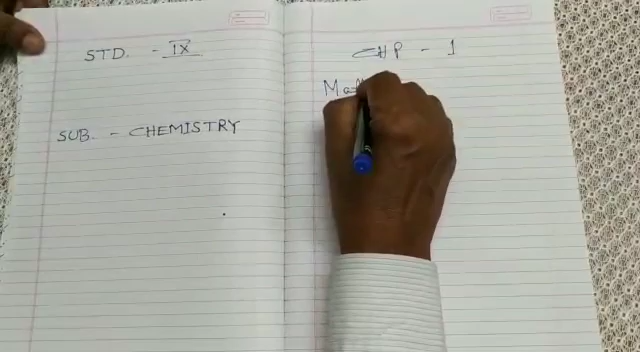 STD. - IX
SUB. - CHEMISTRY
CHP - 1